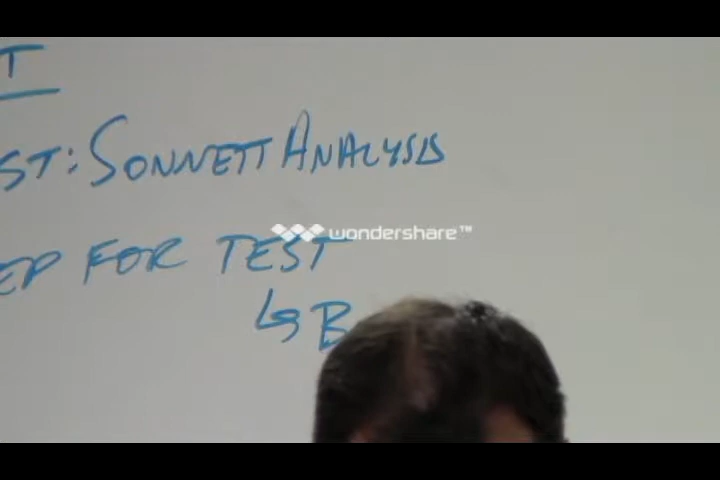 T
ST: SONNETT ANALYSIS
wondershare™
EP FOR TEST
↳ B